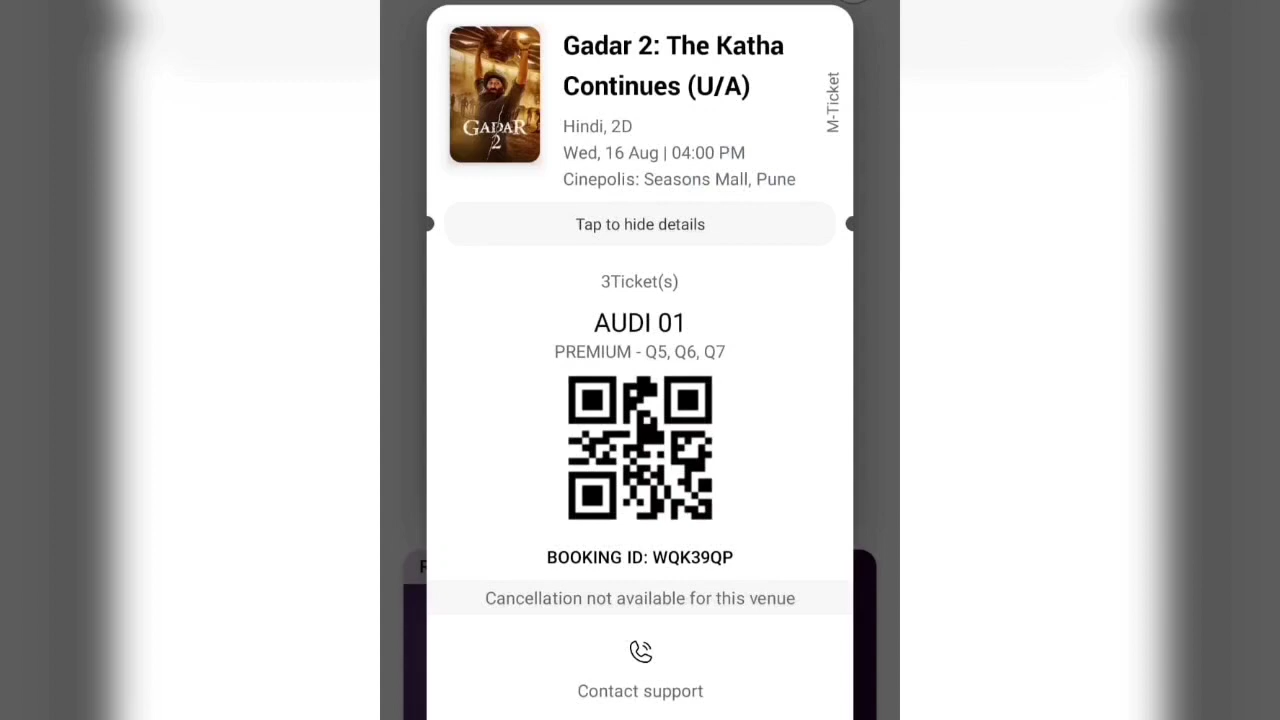 Gadar 2: The Katha
Continues (U/A)
M-Ticket
GADAR
2
Hindi, 2D
Wed, 16 Aug | 04:00 PM
Cinepolis: Seasons Mall, Pune
Tap to hide details
3Ticket(s)
AUDI 01
PREMIUM - Q5, Q6, Q7
BOOKING ID: WQK39QP
Cancellation not available for this venue
Contact support